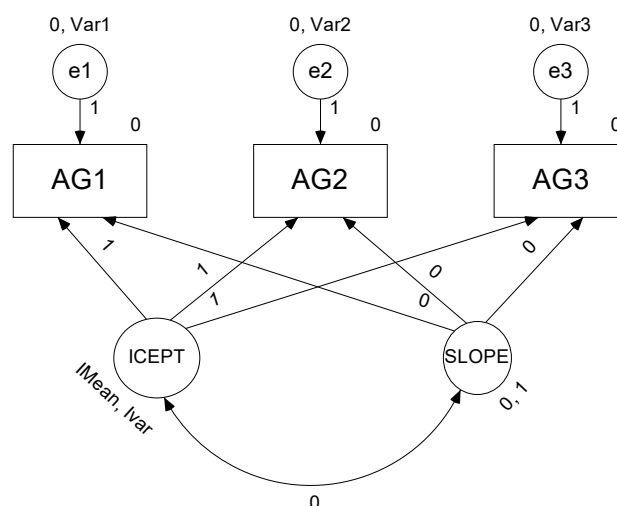 0, Var1
0, Var2
0, Var3
e1
e2
e3
1
1
1
0
0
0
AG1
AG2
AG3
1
1
1
0
0
0
ICEPT
SLOPE
IMean, Ivar
0, 1
0